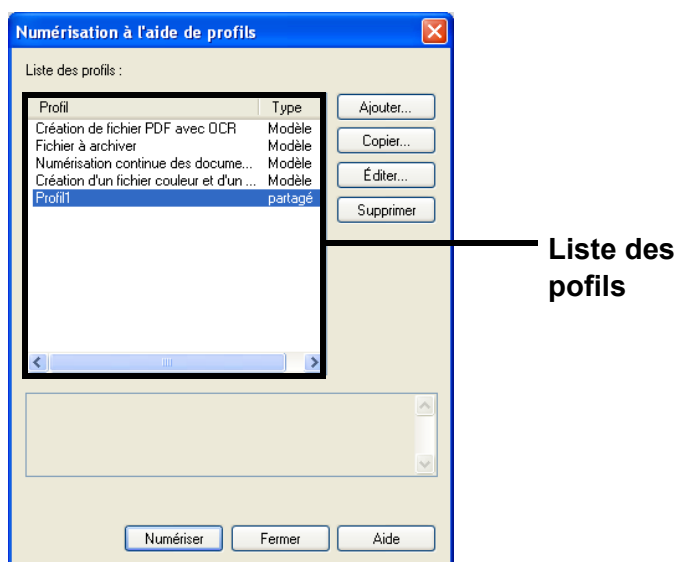 Numérisation à l'aide de profils
Liste des profils :
Profil Type
Création de fichier PDF avec OCR Modèle
Fichier à archiver Modèle
Numérisation continue des docume... Modèle
Création d'un fichier couleur et d'un ... Modèle
Profil1 partagé
Ajouter...
Copier...
Éditer...
Supprimer
Liste des
pofils
Numériser Fermer Aide